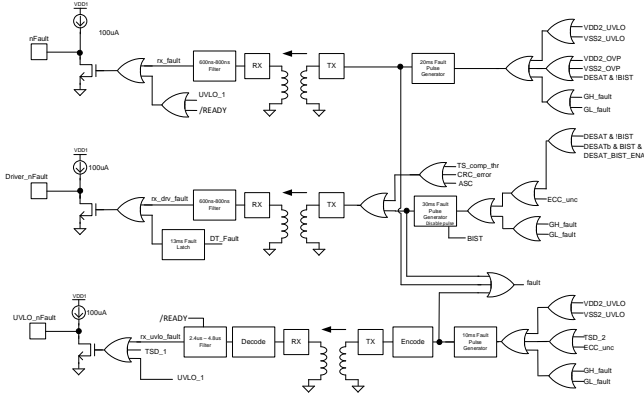 VDD1
nFault
100uA
rx_fault
600ns-800ns
Filter
RX
TX
20ms Fault
Pulse
Generator
UVLO_1
/READY
VDD2_UVLO
VSS2_UVLO
VDD2_OVP
VSS2_OVP
DESAT & !BIST
GH_fault
GL_fault
DESAT & !BIST
DESATb & BIST &
DESAT_BIST_ENA
ECC_unc
GH_fault
GL_fault
VDD1
Driver_nFault
100uA
rx_drv_fault
600ns-800ns
Filter
RX
TX
TS_comp_thr
CRC_error
ASC
30ms Fault
Pulse
Generator
BIST
13ms Fault
Latch
DT_Fault
fault
VDD1
UVLO_nFault
100uA
/READY
rx_uvlo_fault
TSD_1
UVLO_1
2.4us – 4.8us
Filter
Decode
RX
TX
Encode
10ms Fault
Pulse
Generator
VDD2_UVLO
VSS2_UVLO
TSD_2
ECC_unc
GH_fault
GL_fault